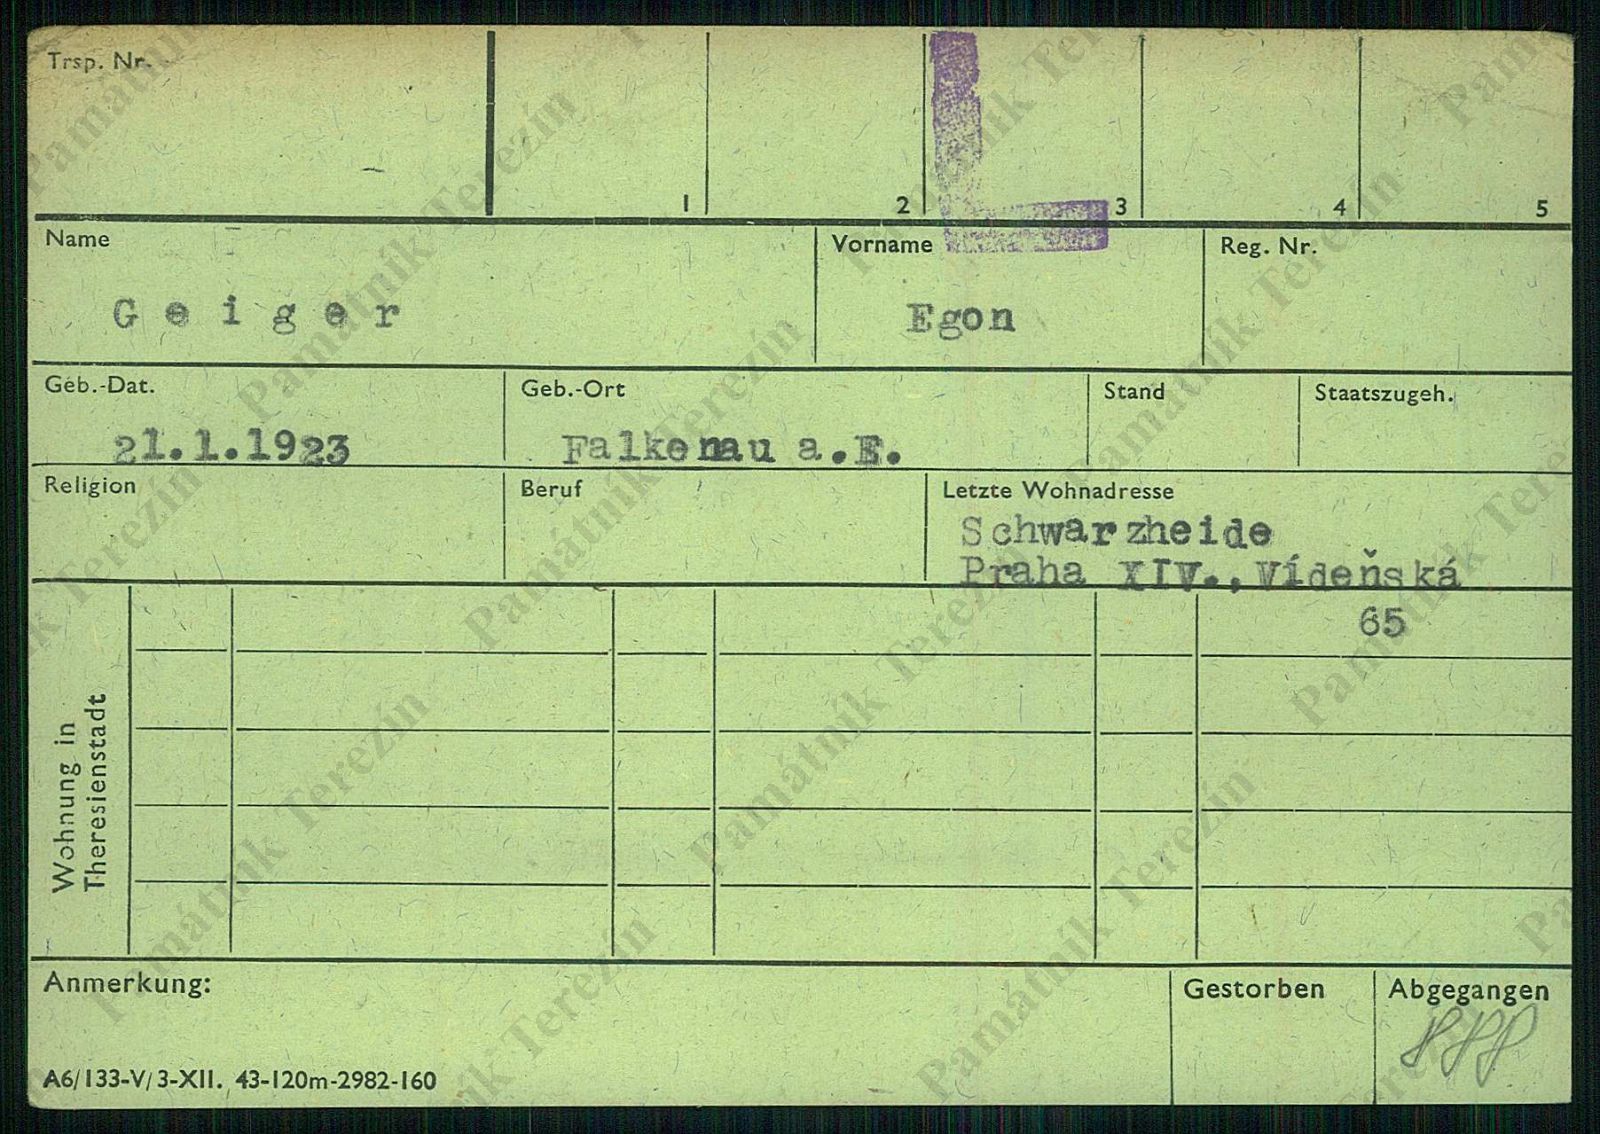 Trsp. Nr.
1 2 3 4 5
Name Vorname Reg. Nr.
Geiger Egon
Geb.-Dat. Geb.-Ort Stand Staatszugeh.
21.1.1923 Falkenau a.E.
Religion Beruf Letzte Wohnadresse
Schwarzheide
Praha XIV., Vídeňská
65
Wohnung in
Theresienstadt
Anmerkung: Gestorben Abgegangen
A6/133-V/3-XII. 43-120m-2982-160
Památník Terezín